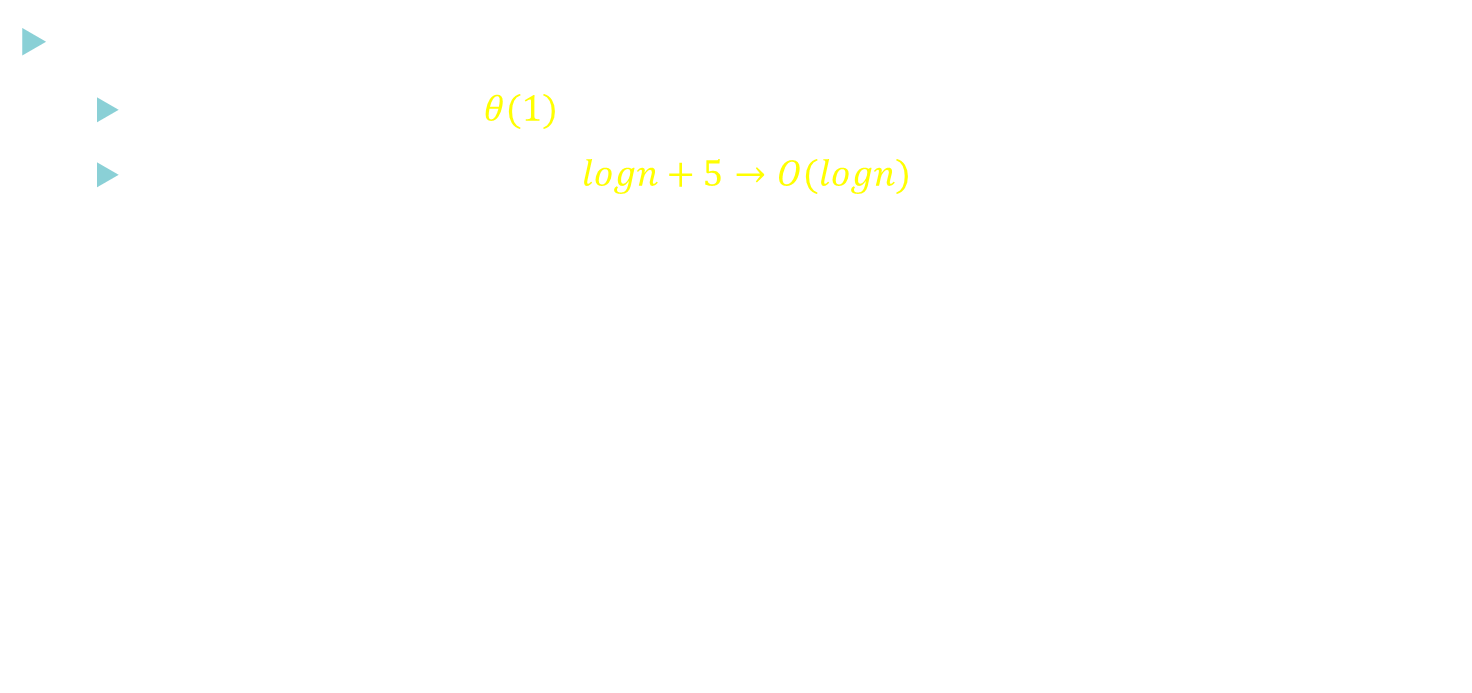 θ(1)
logn + 5 → O(logn)